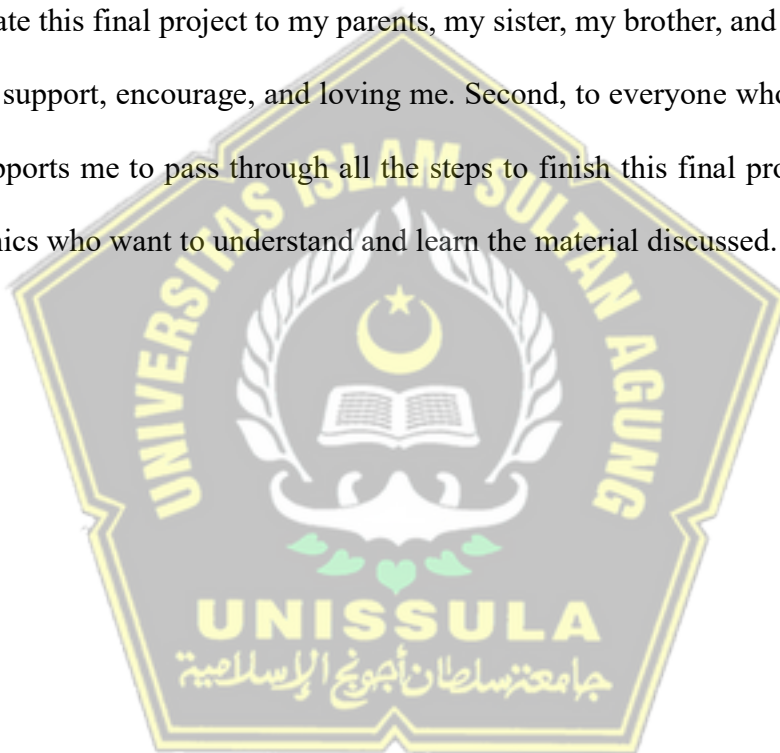 ate this final project to my parents, my sister, my brother, and
support, encourage, and loving me. Second, to everyone who
pports me to pass through all the steps to finish this final pro
nics who want to understand and learn the material discussed.
UNIVERSITAS ISLAM SULTAN AGUNG
UNISSULA
جامعة سلطان أجونج الإسلامية